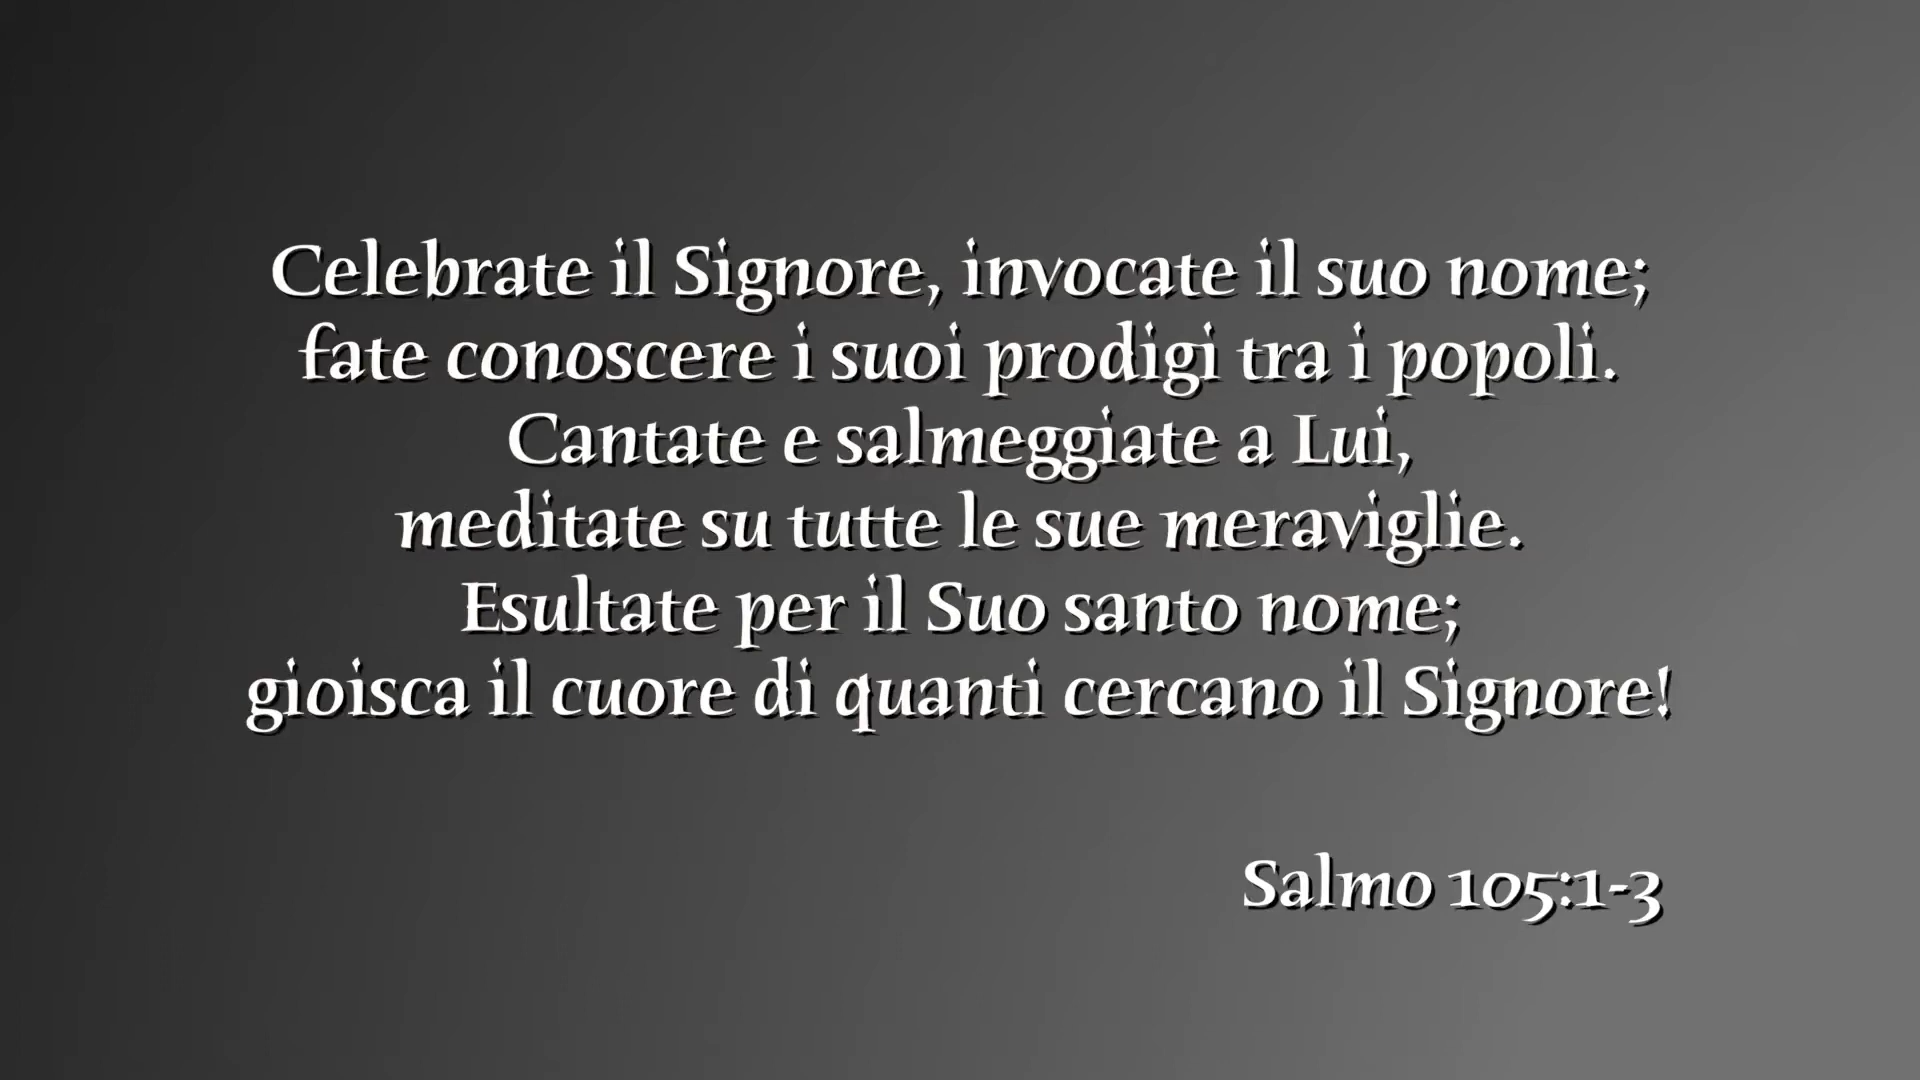 Celebrate il Signore, invocate il suo nome;
fate conoscere i suoi prodigi tra i popoli.
Cantate e salmeggiate a Lui,
meditate su tutte le sue meraviglie.
Esultate per il Suo santo nome;
gioisca il cuore di quanti cercano il Signore!
Salmo 105:1-3